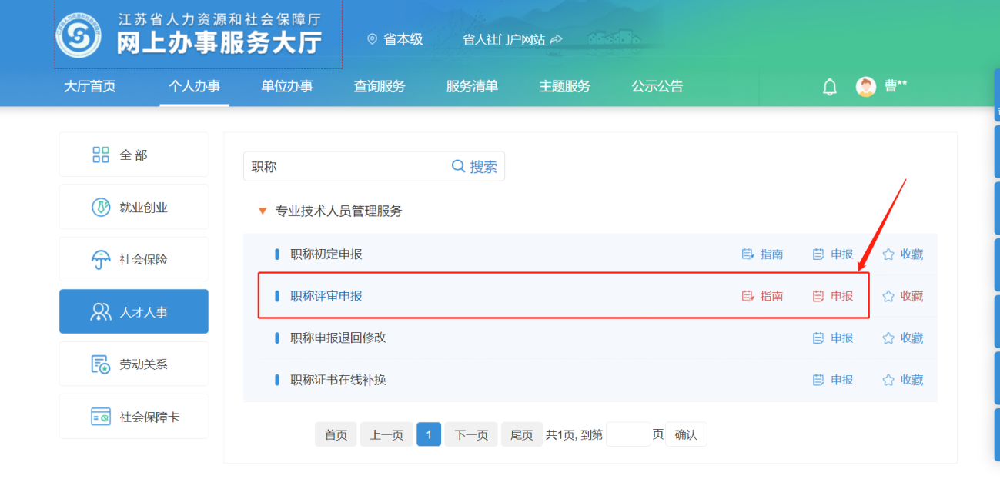 江苏省人力资源和社会保障厅
网上办事服务大厅
省本级
省人社门户网站
大厅首页 个人办事 单位办事 查询服务 服务清单 主题服务 公示公告 曹**
全部
就业创业
社会保险
人才人事
劳动关系
社会保障卡
职称 搜索
专业技术人员管理服务
职称初定申报 指南 申报 收藏
职称评审申报 指南 申报 收藏
职称申报退回修改 申报 收藏
职称证书在线补换 申报 收藏
首页 上一页 1 下一页 尾页 共1页, 到第 页 确认